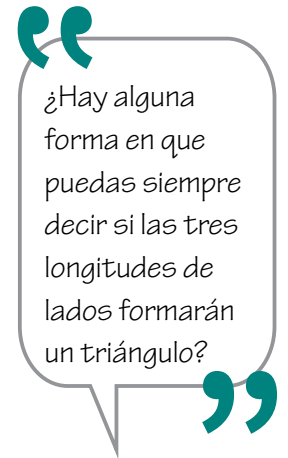 ¿Hay alguna
forma en que
puedas siempre
decir si las tres
longitudes de
lados formarán
un triángulo?